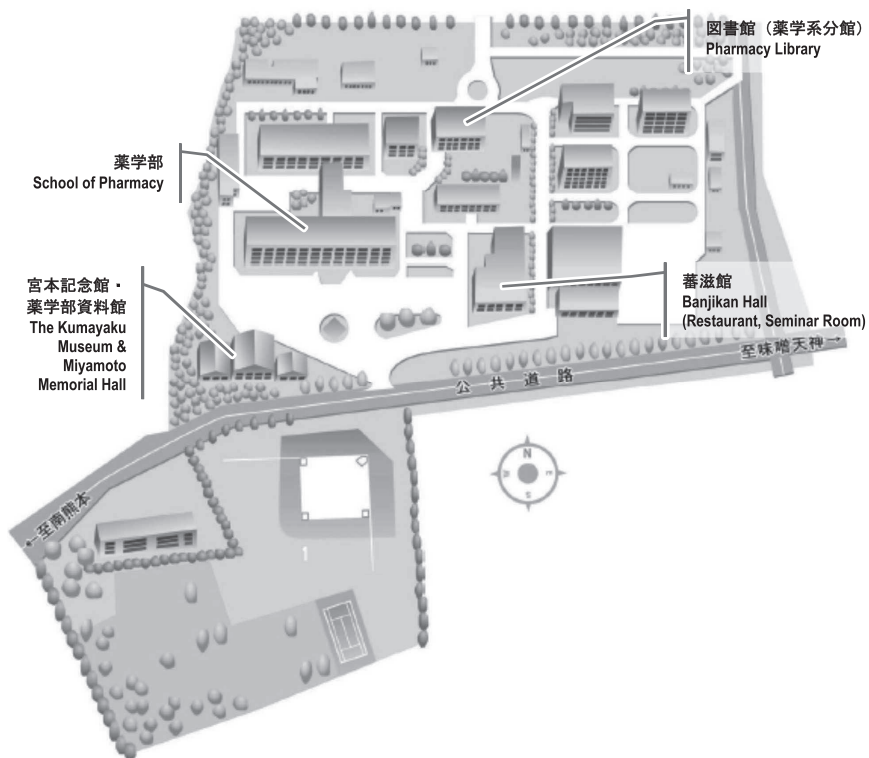 図書館（薬学系分館）
Pharmacy Library
薬学部
School of Pharmacy
宮本記念館・
薬学部資料館
The Kumayaku
Museum &
Miyamoto
Memorial Hall
蕃滋館
Banjikan Hall
(Restaurant, Seminar Room)
至味噌天神→
公共道路
←至南熊本
N
W
E
S
1